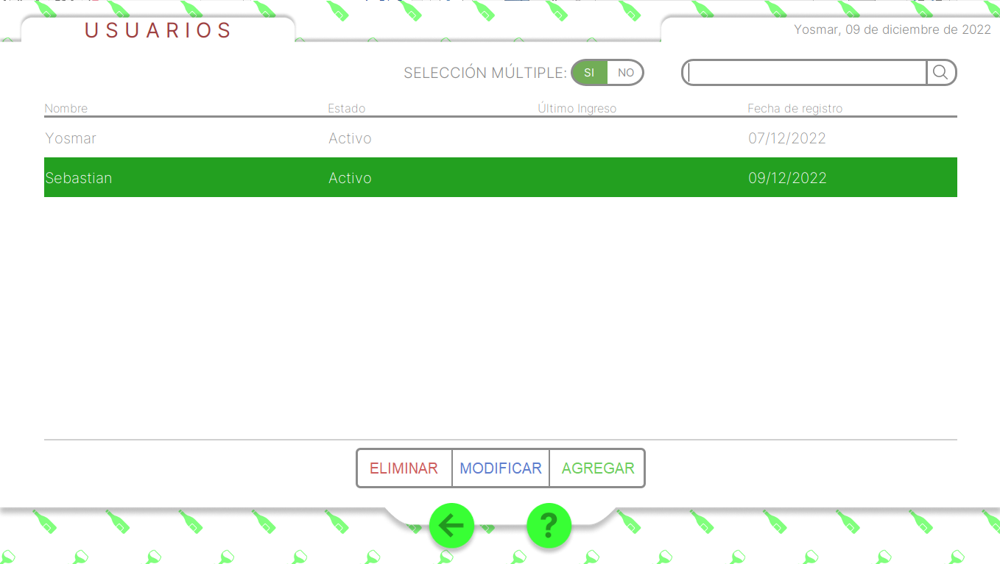 USUARIOS
Yosmar, 09 de diciembre de 2022
SELECCIÓN MÚLTIPLE: SI NO
Nombre Estado Último Ingreso Fecha de registro
Yosmar Activo 07/12/2022
Sebastian Activo 09/12/2022
ELIMINAR MODIFICAR AGREGAR
?